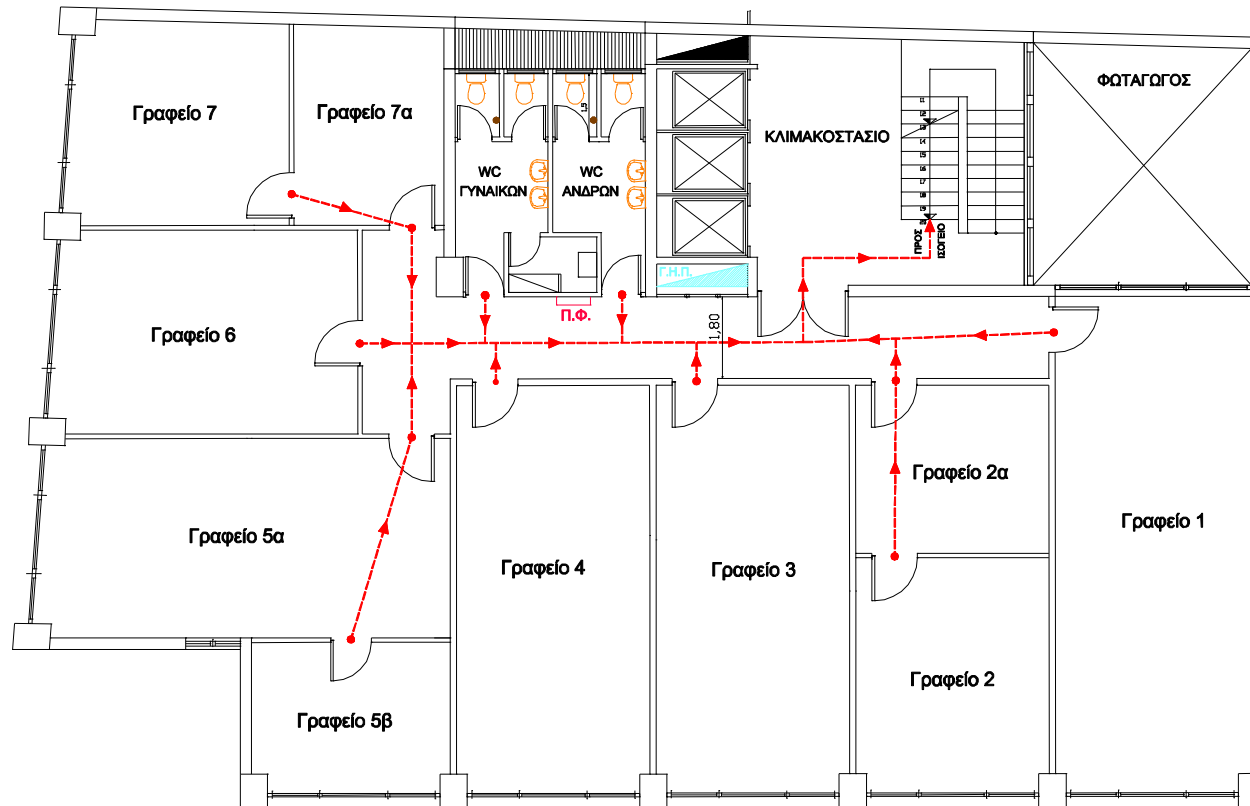 Γραφείο 7
Γραφείο 7α
ΚΛΙΜΑΚΟΣΤΑΣΙΟ
ΦΩΤΑΓΩΓΟΣ
WC
ΓΥΝΑΙΚΩΝ
WC
ΑΝΔΡΩΝ
ΠΡΟΣ
ΙΣΟΓΕΙΟ
Γ.Η.Π.
Π.Φ.
1,80
Γραφείο 6
Γραφείο 5α
Γραφείο 4
Γραφείο 3
Γραφείο 2α
Γραφείο 1
Γραφείο 2
Γραφείο 5β